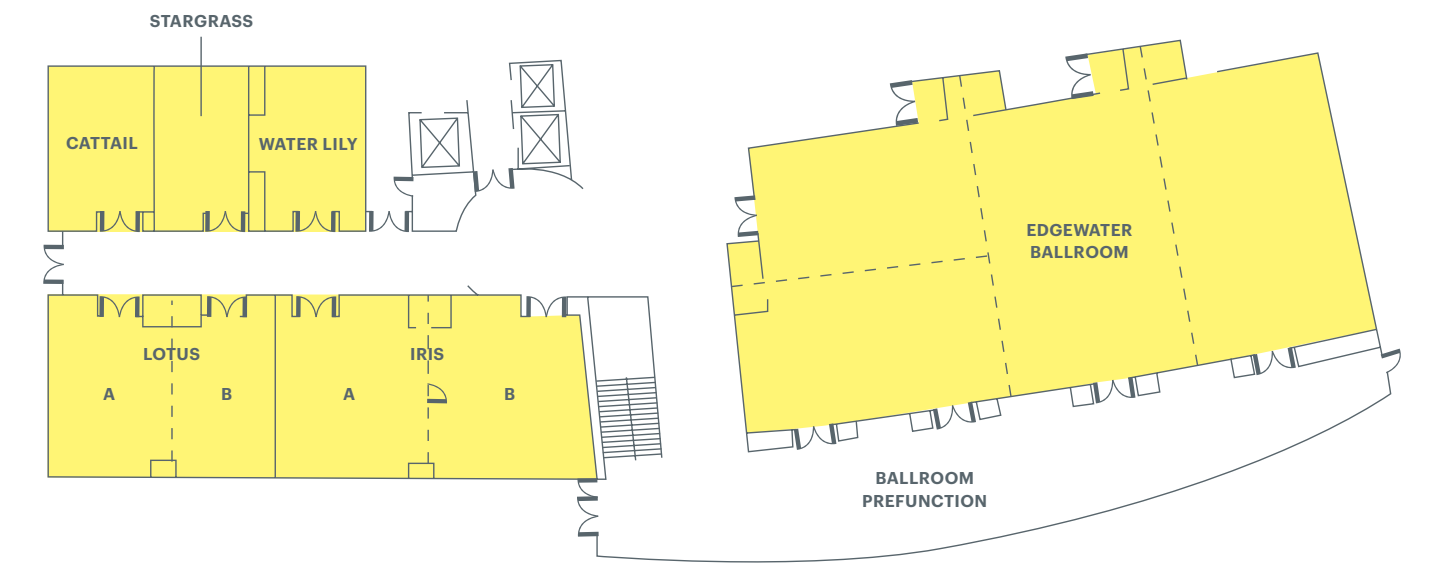 STARGRASS
CATTAIL
WATER LILY
LOTUS
A
B
IRIS
A
B
EDGEWATER
BALLROOM
BALLROOM
PREFUNCTION